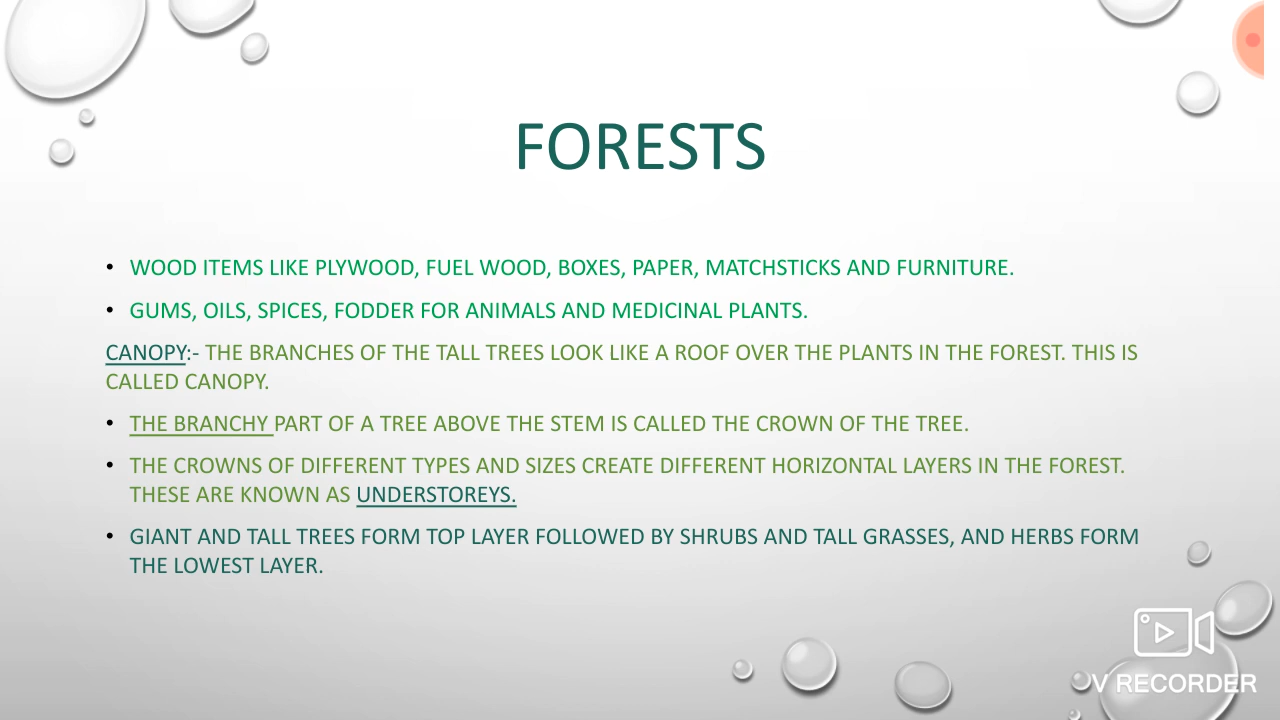 FORESTS
• WOOD ITEMS LIKE PLYWOOD, FUEL WOOD, BOXES, PAPER, MATCHSTICKS AND FURNITURE.
• GUMS, OILS, SPICES, FODDER FOR ANIMALS AND MEDICINAL PLANTS.
CANOPY:- THE BRANCHES OF THE TALL TREES LOOK LIKE A ROOF OVER THE PLANTS IN THE FOREST. THIS IS
CALLED CANOPY.
• THE BRANCHY PART OF A TREE ABOVE THE STEM IS CALLED THE CROWN OF THE TREE.
• THE CROWNS OF DIFFERENT TYPES AND SIZES CREATE DIFFERENT HORIZONTAL LAYERS IN THE FOREST.
THESE ARE KNOWN AS UNDERSTOREYS.
• GIANT AND TALL TREES FORM TOP LAYER FOLLOWED BY SHRUBS AND TALL GRASSES, AND HERBS FORM
THE LOWEST LAYER.
V RECORDER